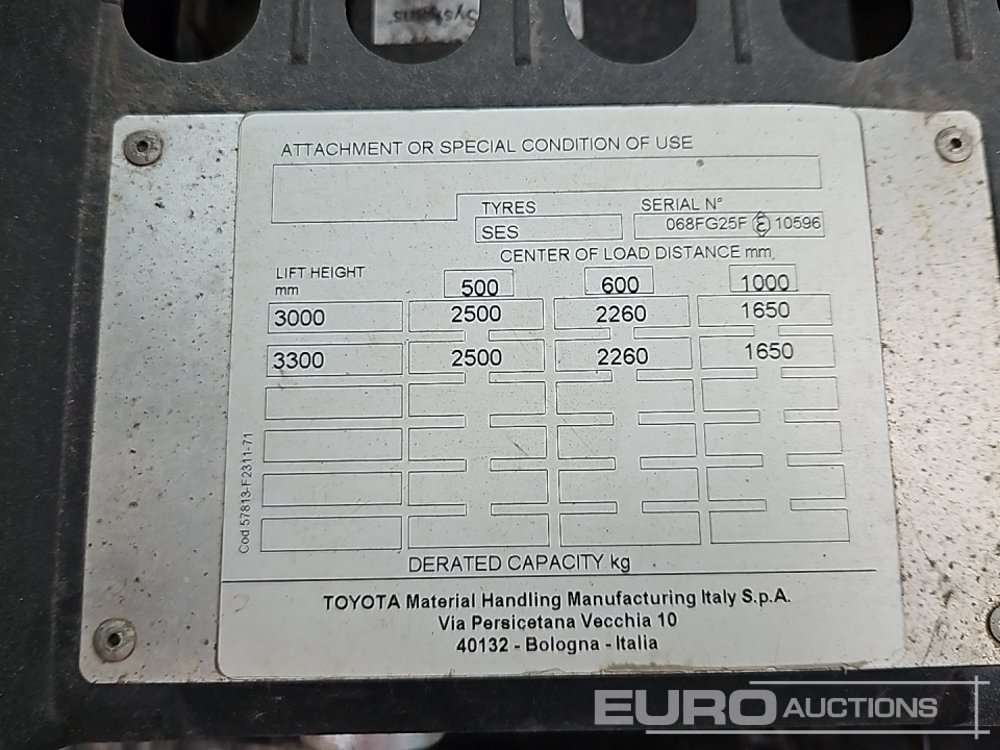 Systems.
ATTACHMENT OR SPECIAL CONDITION OF USE
TYRES SERIAL N°
SES 068FG25F ε 10596
CENTER OF LOAD DISTANCE mm,
LIFT HEIGHT
mm 500 600 1000
3000 2500 2260 1650
3300 2500 2260 1650
Cod 57813-F2311-71
DERATED CAPACITY kg
TOYOTA Material Handling Manufacturing Italy S.p.A.
Via Persicetana Vecchia 10
40132 - Bologna - Italia
EURO AUCTIONS